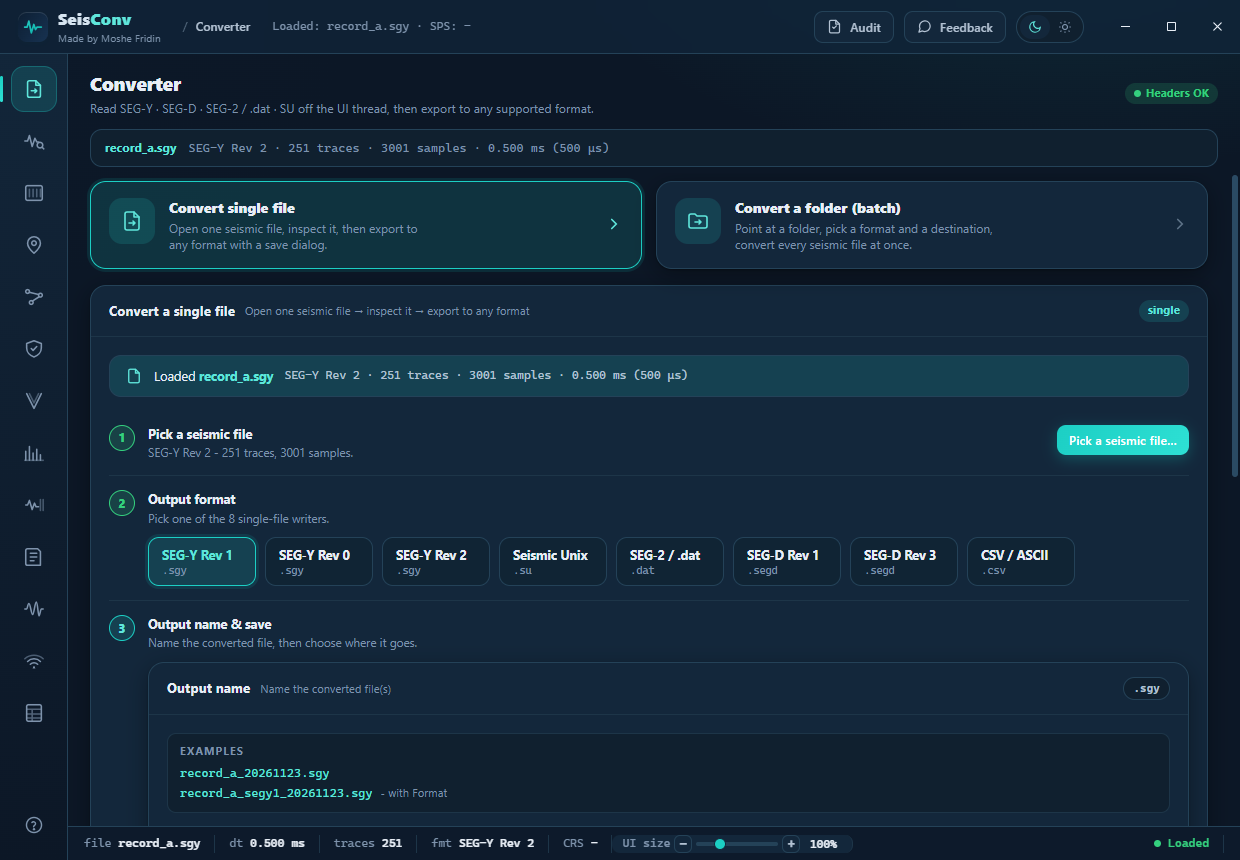 SeisConv
Made by Moshe Fridin
/ Converter Loaded: record_a.sgy · SPS: –
Audit
Feedback
Converter
Read SEG-Y · SEG-D · SEG-2 / .dat · SU off the UI thread, then export to any supported format.
Headers OK
record_a.sgy SEG-Y Rev 2 · 251 traces · 3001 samples · 0.500 ms (500 µs)
Convert single file
Open one seismic file, inspect it, then export to
any format with a save dialog.
Convert a folder (batch)
Point at a folder, pick a format and a destination,
convert every seismic file at once.
Convert a single file Open one seismic file → inspect it → export to any format
single
Loaded record_a.sgy SEG-Y Rev 2 · 251 traces · 3001 samples · 0.500 ms (500 µs)
1 Pick a seismic file
SEG-Y Rev 2 - 251 traces, 3001 samples.
Pick a seismic file...
2 Output format
Pick one of the 8 single-file writers.
SEG-Y Rev 1
.sgy
SEG-Y Rev 0
.sgy
SEG-Y Rev 2
.sgy
Seismic Unix
.su
SEG-2 / .dat
.dat
SEG-D Rev 1
.segd
SEG-D Rev 3
.segd
CSV / ASCII
.csv
3 Output name & save
Name the converted file, then choose where it goes.
Output name Name the converted file(s)
.sgy
EXAMPLES
record_a_20261123.sgy
record_a_segy1_20261123.sgy - with Format
file record_a.sgy dt 0.500 ms traces 251 fmt SEG-Y Rev 2 CRS – UI size − + 100% Loaded